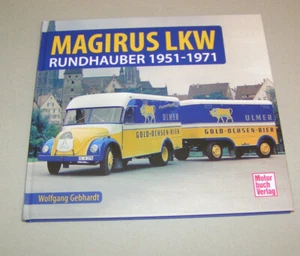 MAGIRUS LKW
RUNDHAUBER 1951-1971
ULMER
GOLD-OCHSEN-BIER
ULMER
GOLD-OCHSEN-BIER
Wolfgang Gebhardt
Motor
buch
Verlag